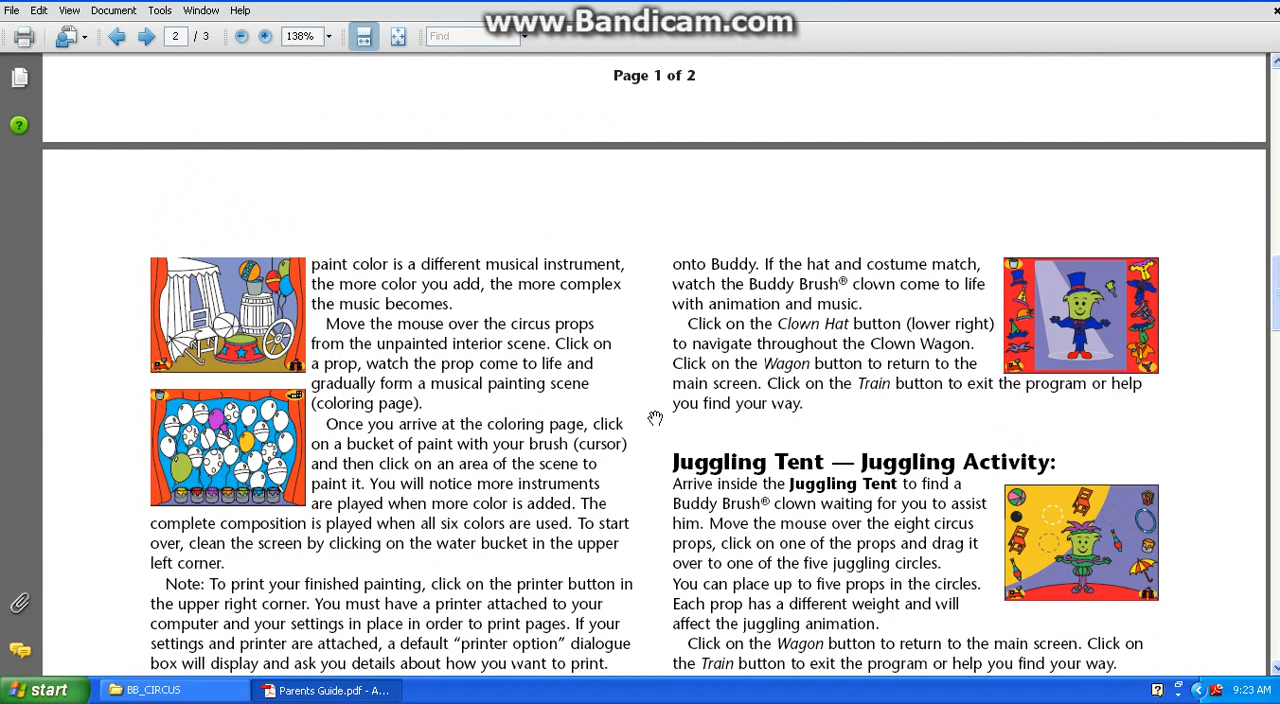 File Edit View Document Tools Window Help
www.Bandicam.com
2 / 3 138% Find
Page 1 of 2
paint color is a different musical instrument,
the more color you add, the more complex
the music becomes.
Move the mouse over the circus props
from the unpainted interior scene. Click on
a prop, watch the prop come to life and
gradually form a musical painting scene
(coloring page).
Once you arrive at the coloring page, click
on a bucket of paint with your brush (cursor)
and then click on an area of the scene to
paint it. You will notice more instruments
are played when more color is added. The
complete composition is played when all six colors are used. To start
over, clean the screen by clicking on the water bucket in the upper
left corner.
Note: To print your finished painting, click on the printer button in
the upper right corner. You must have a printer attached to your
computer and your settings in place in order to print pages. If your
settings and printer are attached, a default “printer option” dialogue
box will display and ask you details about how you want to print.
onto Buddy. If the hat and costume match,
watch the Buddy Brush® clown come to life
with animation and music.
Click on the Clown Hat button (lower right)
to navigate throughout the Clown Wagon.
Click on the Wagon button to return to the
main screen. Click on the Train button to exit the program or help
you find your way.
Juggling Tent — Juggling Activity:
Arrive inside the Juggling Tent to find a
Buddy Brush® clown waiting for you to assist
him. Move the mouse over the eight circus
props, click on one of the props and drag it
over to one of the five juggling circles.
You can place up to five props in the circles.
Each prop has a different weight and will
affect the juggling animation.
Click on the Wagon button to return to the main screen. Click on
the Train button to exit the program or help you find your way.
start BB_CIRCUS Parents Guide.pdf - A... 9:23 AM